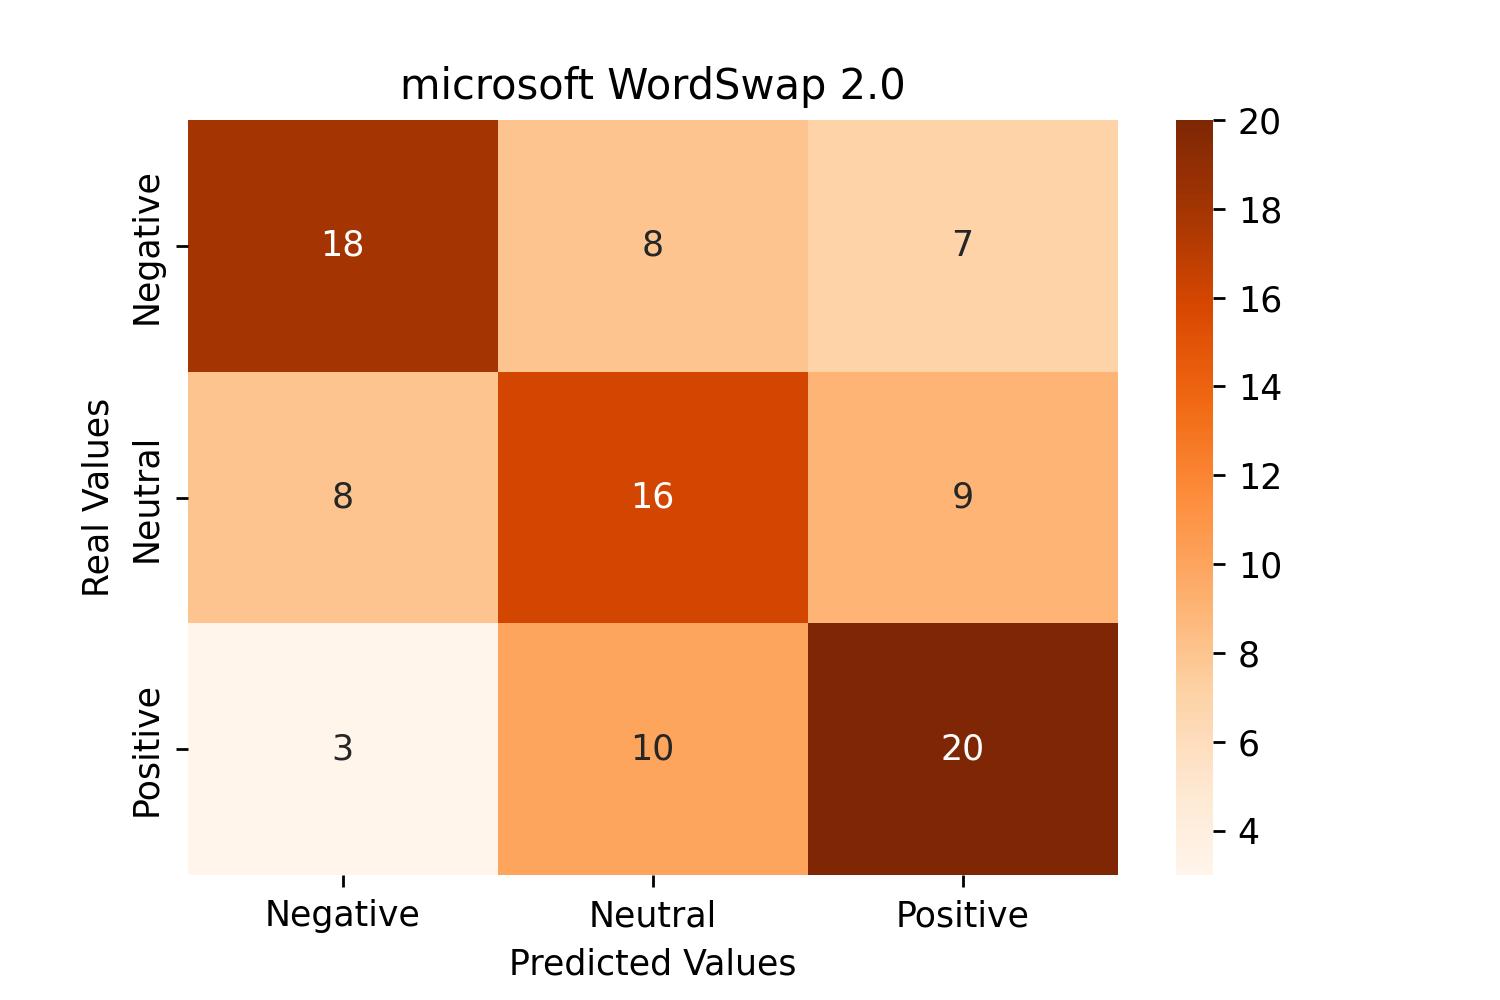 microsoft WordSwap 2.0
Real Values
Negative
18
8
7
Neutral
8
16
9
Positive
3
10
20
Negative
Neutral
Positive
Predicted Values
20
18
16
14
12
10
8
6
4